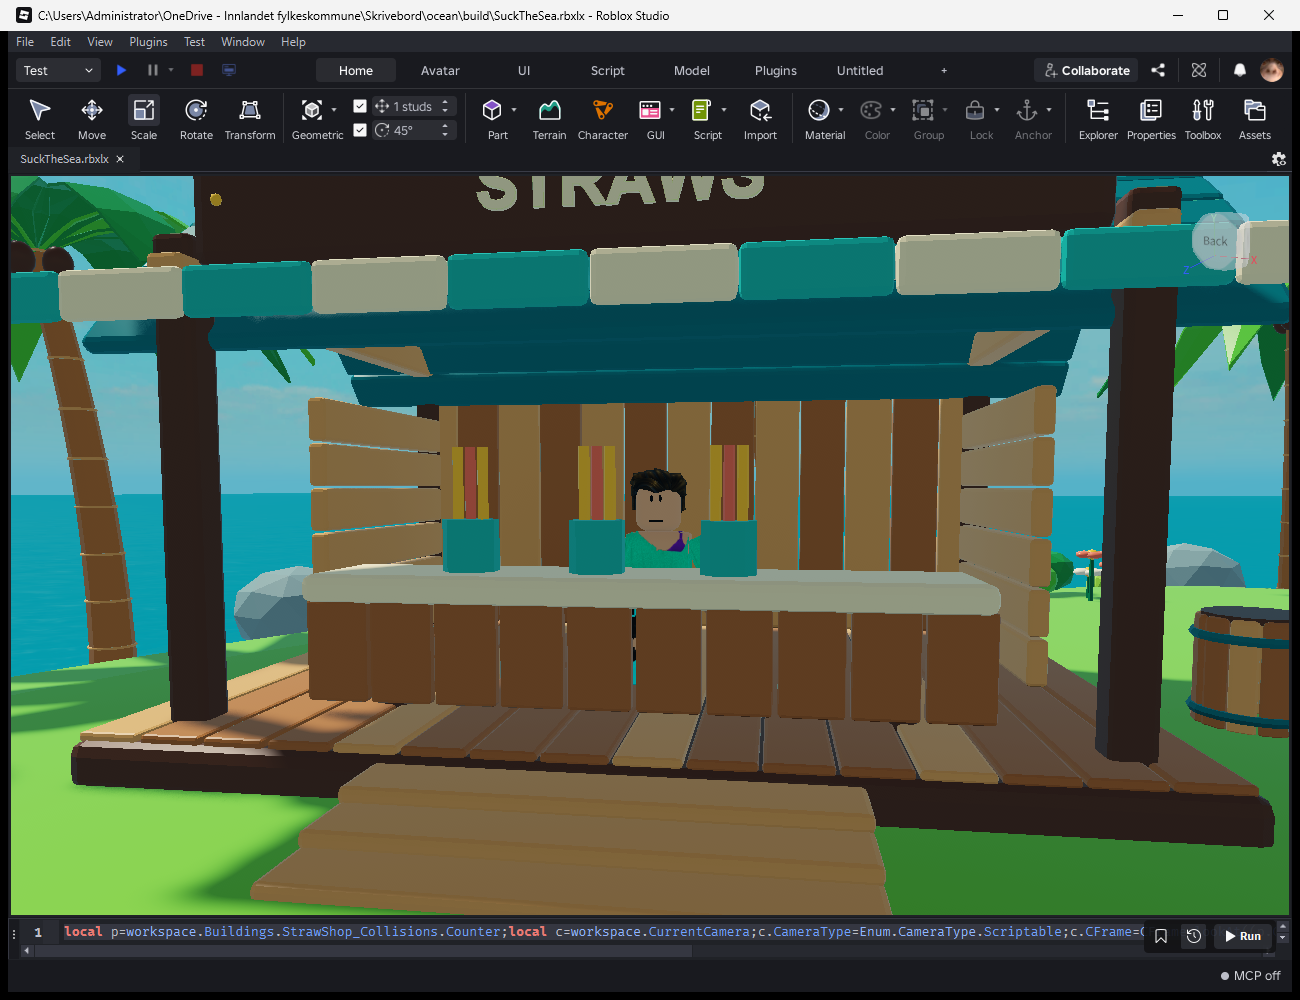 C:\Users\Administrator\OneDrive - Innlandet fylkeskommune\Skrivebord\ocean\build\SuckTheSea.rbxlx - Roblox Studio
File Edit View Plugins Test Window Help
Test Home Avatar UI Script Model Plugins Untitled + Collaborate
1 studs
45°
Select Move Scale Rotate Transform Geometric Part Terrain Character GUI Script Import Material Color Group Lock Anchor Explorer Properties Toolbox Assets
SuckTheSea.rbxlx
STRAWS
Back
X
Z
1 local p=workspace.Buildings.StrawShop_Collisions.Counter;local c=workspace.CurrentCamera;c.CameraType=Enum.CameraType.Scriptable;c.CFrame=
Run
MCP off